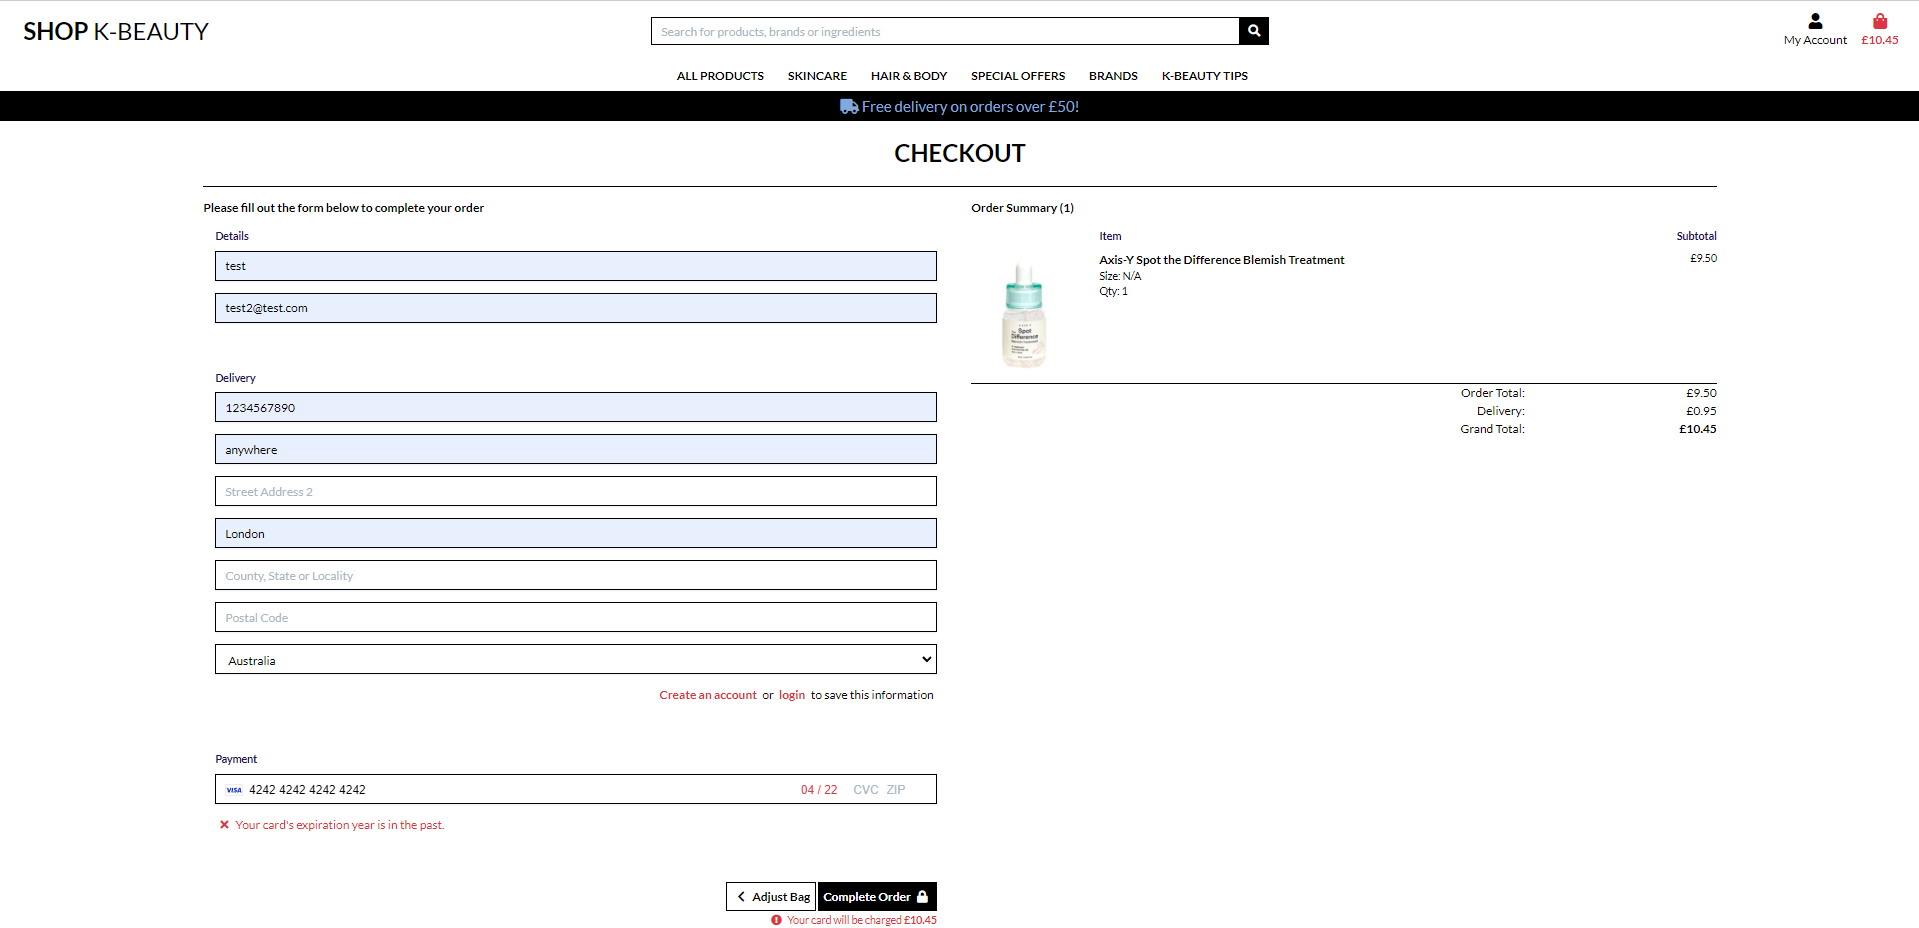 SHOP K-BEAUTY
Search for products, brands or ingredients
My Account
£10.45
ALL PRODUCTS SKINCARE HAIR & BODY SPECIAL OFFERS BRANDS K-BEAUTY TIPS
Free delivery on orders over £50!
CHECKOUT
Please fill out the form below to complete your order
Details
test
test2@test.com
Delivery
1234567890
anywhere
Street Address 2
London
County, State or Locality
Postal Code
Australia
Create an account or login to save this information
Payment
VISA 4242 4242 4242 4242 04 / 22 CVC ZIP
Your card's expiration year is in the past.
Adjust Bag Complete Order
Your card will be charged £10.45
Order Summary (1)
Item Subtotal
Axis-Y Spot the Difference Blemish Treatment £9.50
Size: N/A
Qty: 1
Spot
Difference
Order Total: £9.50
Delivery: £0.95
Grand Total: £10.45